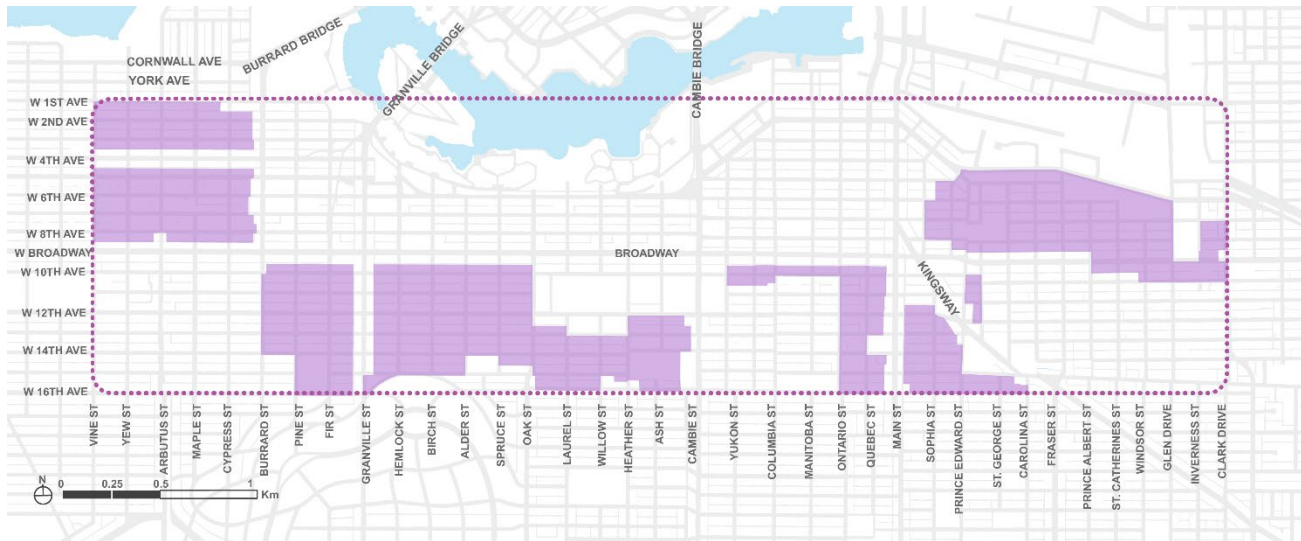 CORNWALL AVE
YORK AVE
BURRARD BRIDGE
GRANVILLE BRIDGE
CAMBIE BRIDGE
W 1ST AVE
W 2ND AVE
W 4TH AVE
W 6TH AVE
W 8TH AVE
W BROADWAY
BROADWAY
W 10TH AVE
KINGSWAY
W 12TH AVE
W 14TH AVE
W 16TH AVE
VINE ST
YEW ST
ARBUTUS ST
MAPLE ST
CYPRESS ST
BURRARD ST
PINE ST
FIR ST
GRANVILLE ST
HEMLOCK ST
BIRCH ST
ALDER ST
SPRUCE ST
OAK ST
LAUREL ST
WILLOW ST
HEATHER ST
ASH ST
CAMBIE ST
YUKON ST
COLUMBIA ST
MANITOBA ST
ONTARIO ST
QUEBEC ST
MAIN ST
SOPHIA ST
PRINCE EDWARD ST
ST. GEORGE ST
CAROLINA ST
FRASER ST
PRINCE ALBERT ST
ST. CATHERINES ST
WINDSOR ST
GLEN DRIVE
INVERNESS ST
CLARK DRIVE
N
0 0.25 0.5 1
Km